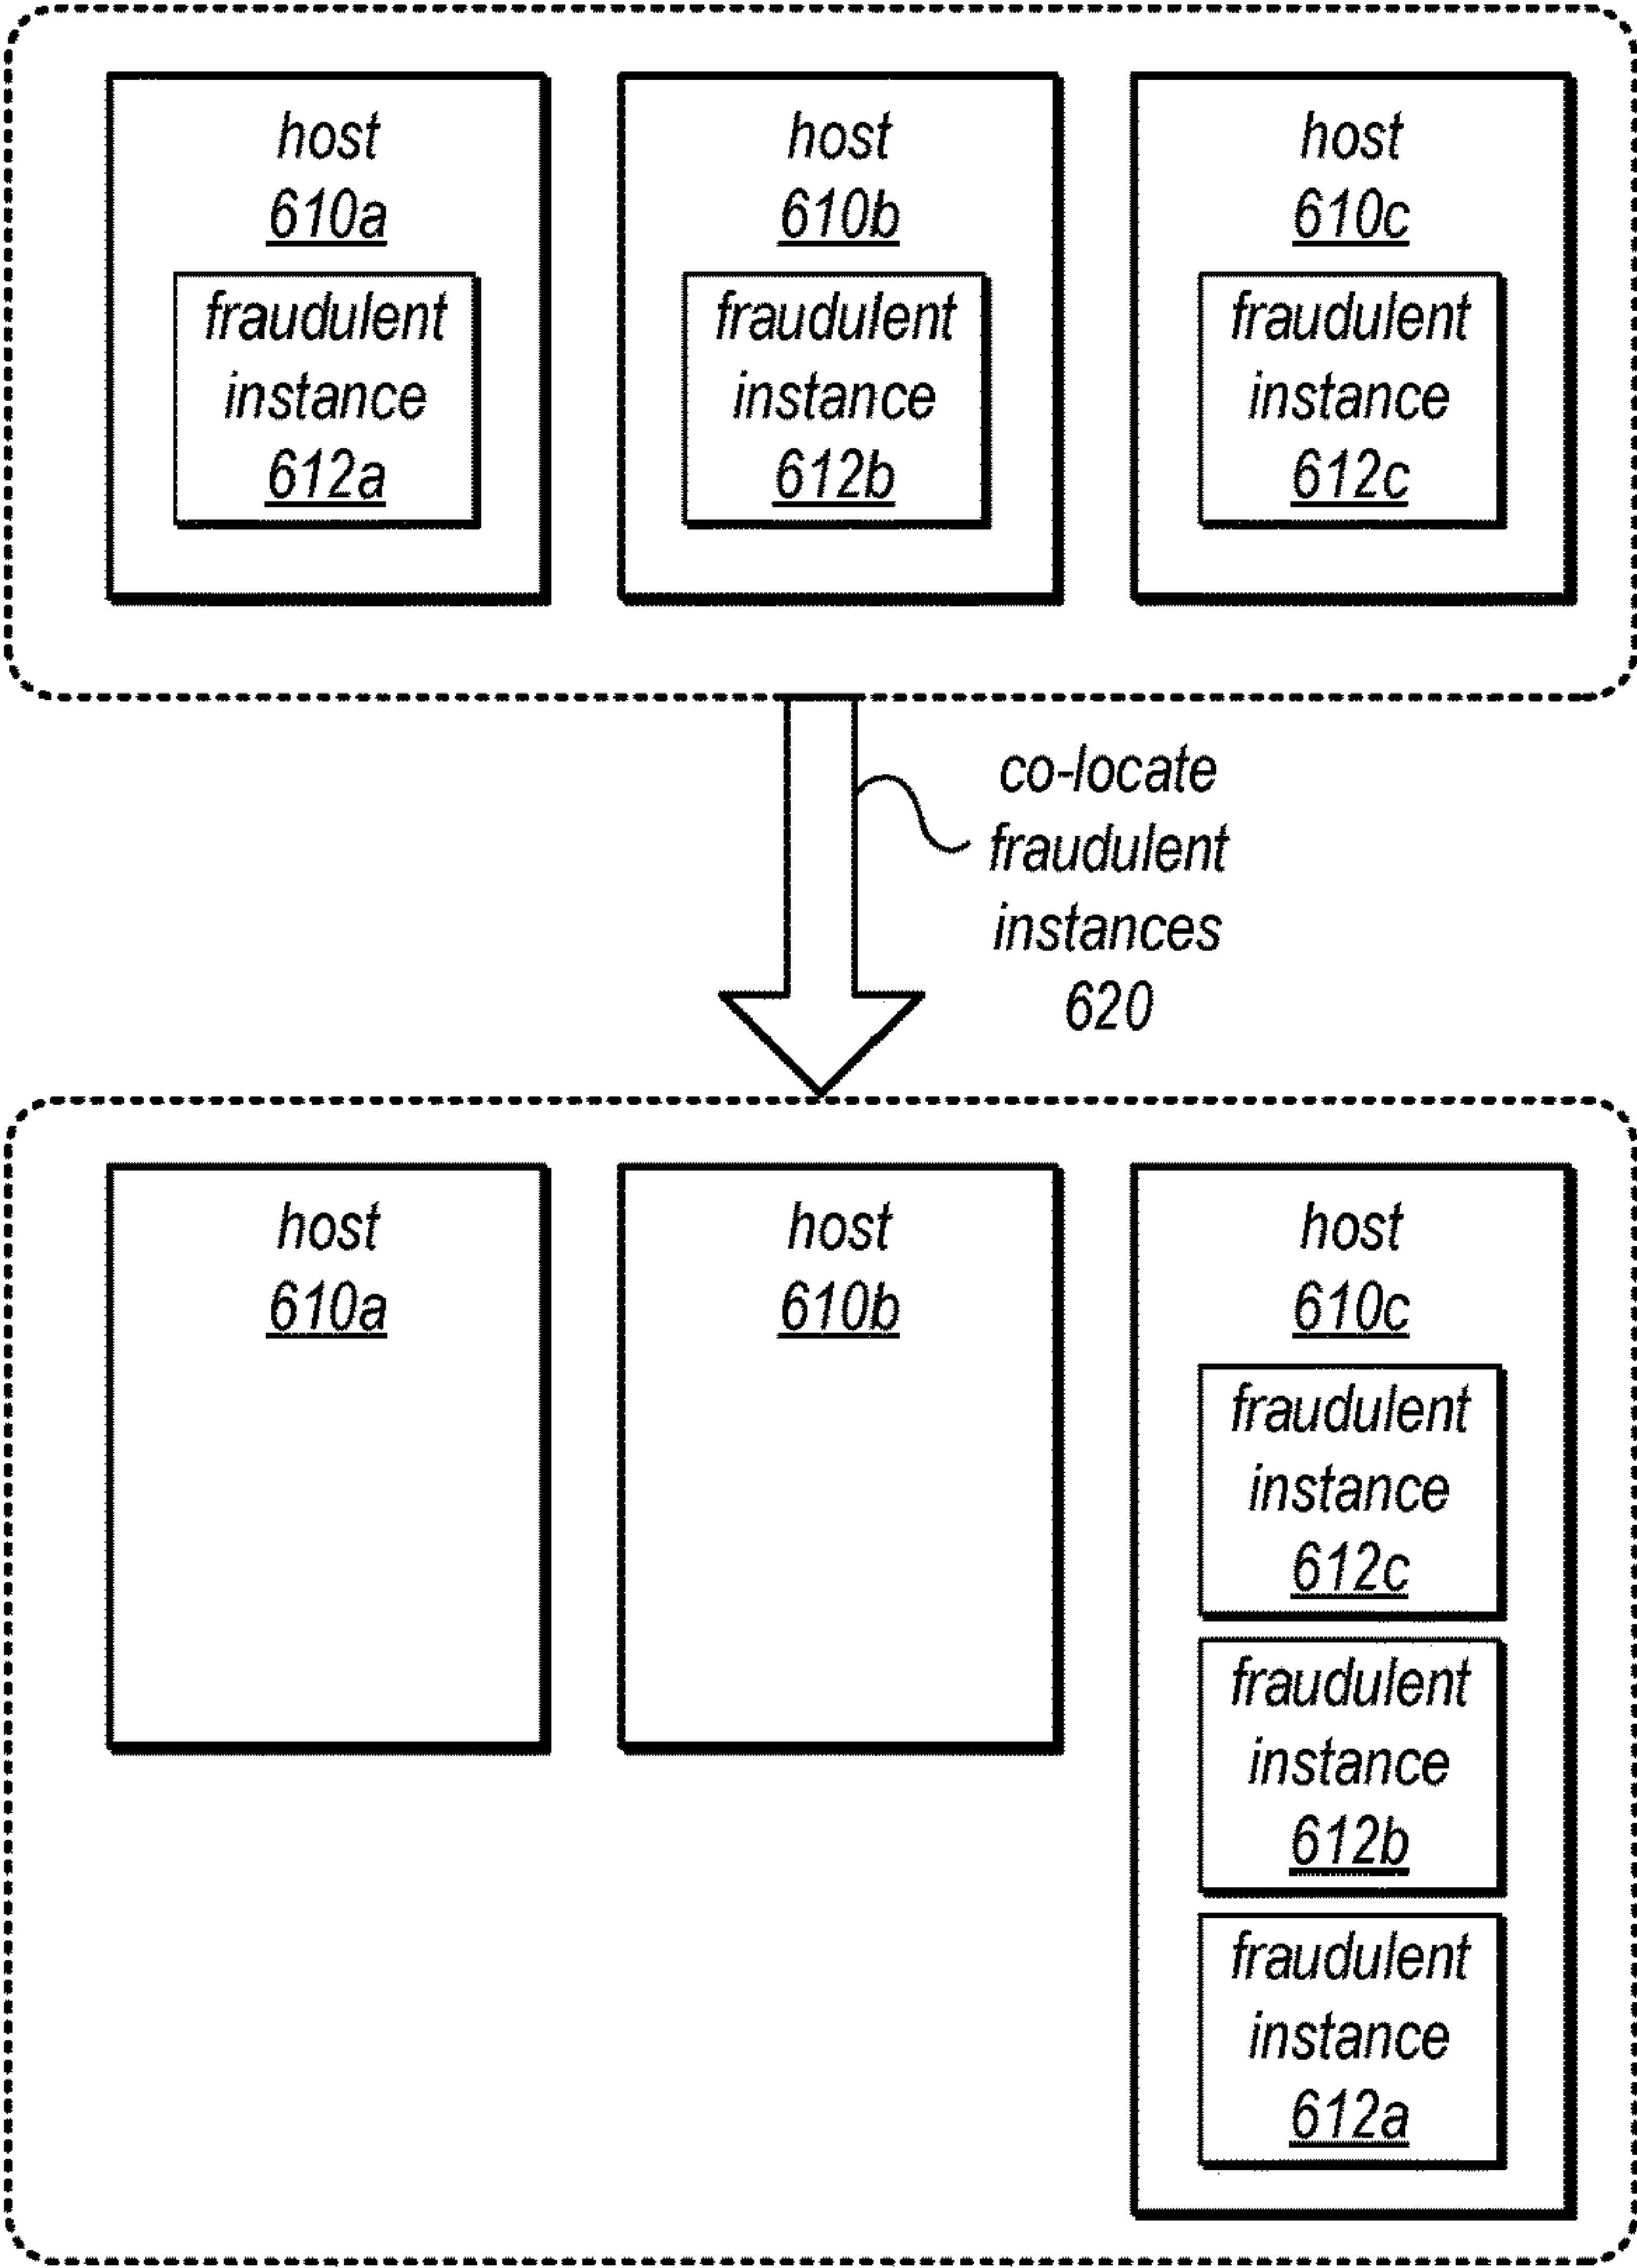 host
610a
fraudulent
instance
612a
host
610b
fraudulent
instance
612b
host
610c
fraudulent
instance
612c
co-locate
fraudulent
instances
620
host
610a
host
610b
host
610c
fraudulent
instance
612c
fraudulent
instance
612b
fraudulent
instance
612a